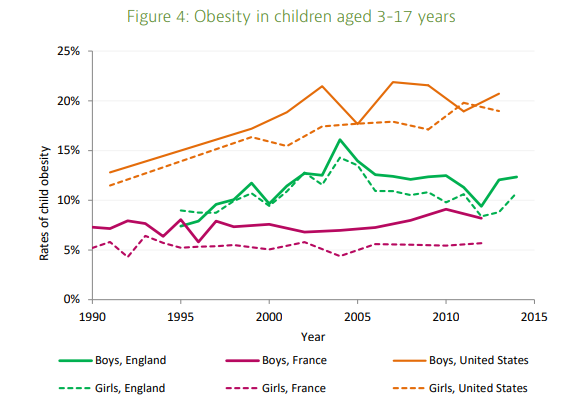 Figure 4: Obesity in children aged 3-17 years
25%
20%
15%
10%
5%
0%
Rates of child obesity
1990 1995 2000 2005 2010 2015
Year
Boys, England Boys, France Boys, United States
Girls, England Girls, France Girls, United States